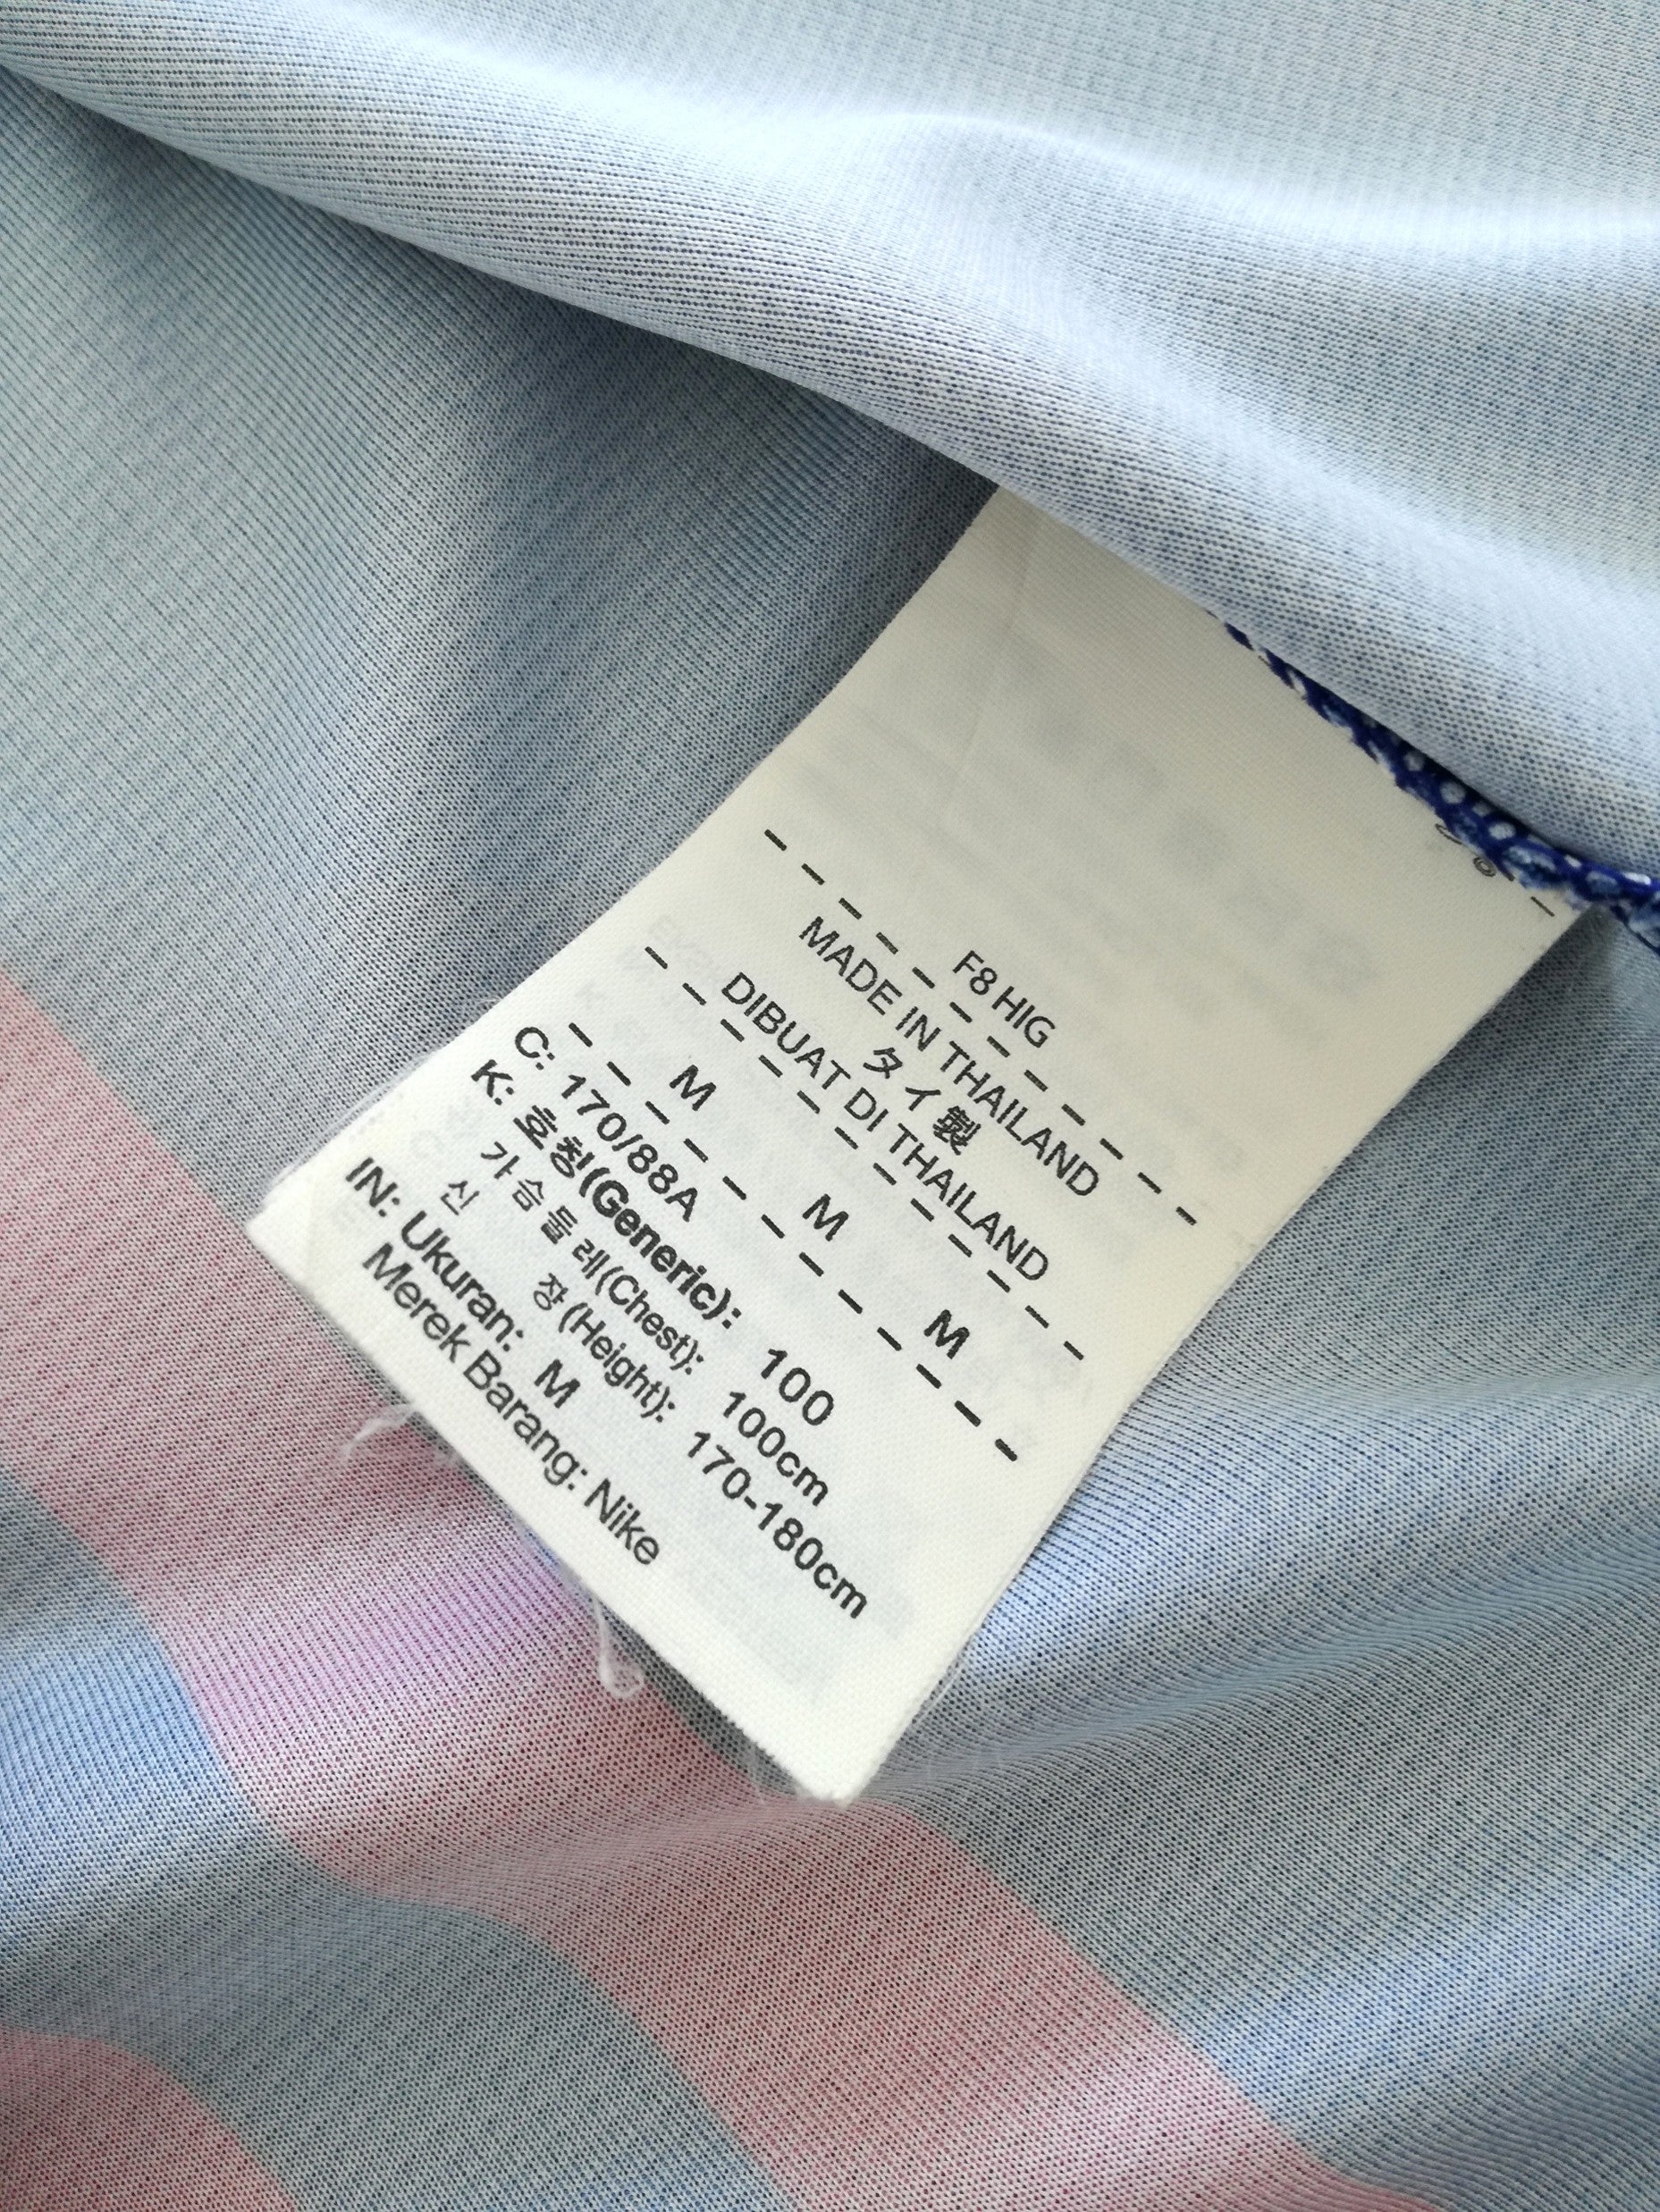 F8 HIG
MADE IN THAILAND
タイ製
DIBUAT DI THAILAND
M M M
C: 170/88A
K: 호칭(Generic): 100
가슴둘레(Chest): 100cm
신 장(Height): 170-180cm
IN: Ukuran: M
Merek Barang: Nike